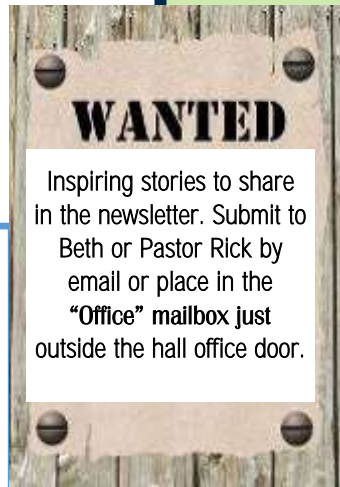 WANTED
Inspiring stories to share
in the newsletter. Submit to
Beth or Pastor Rick by
email or place in the
“Office” mailbox just
outside the hall office door.